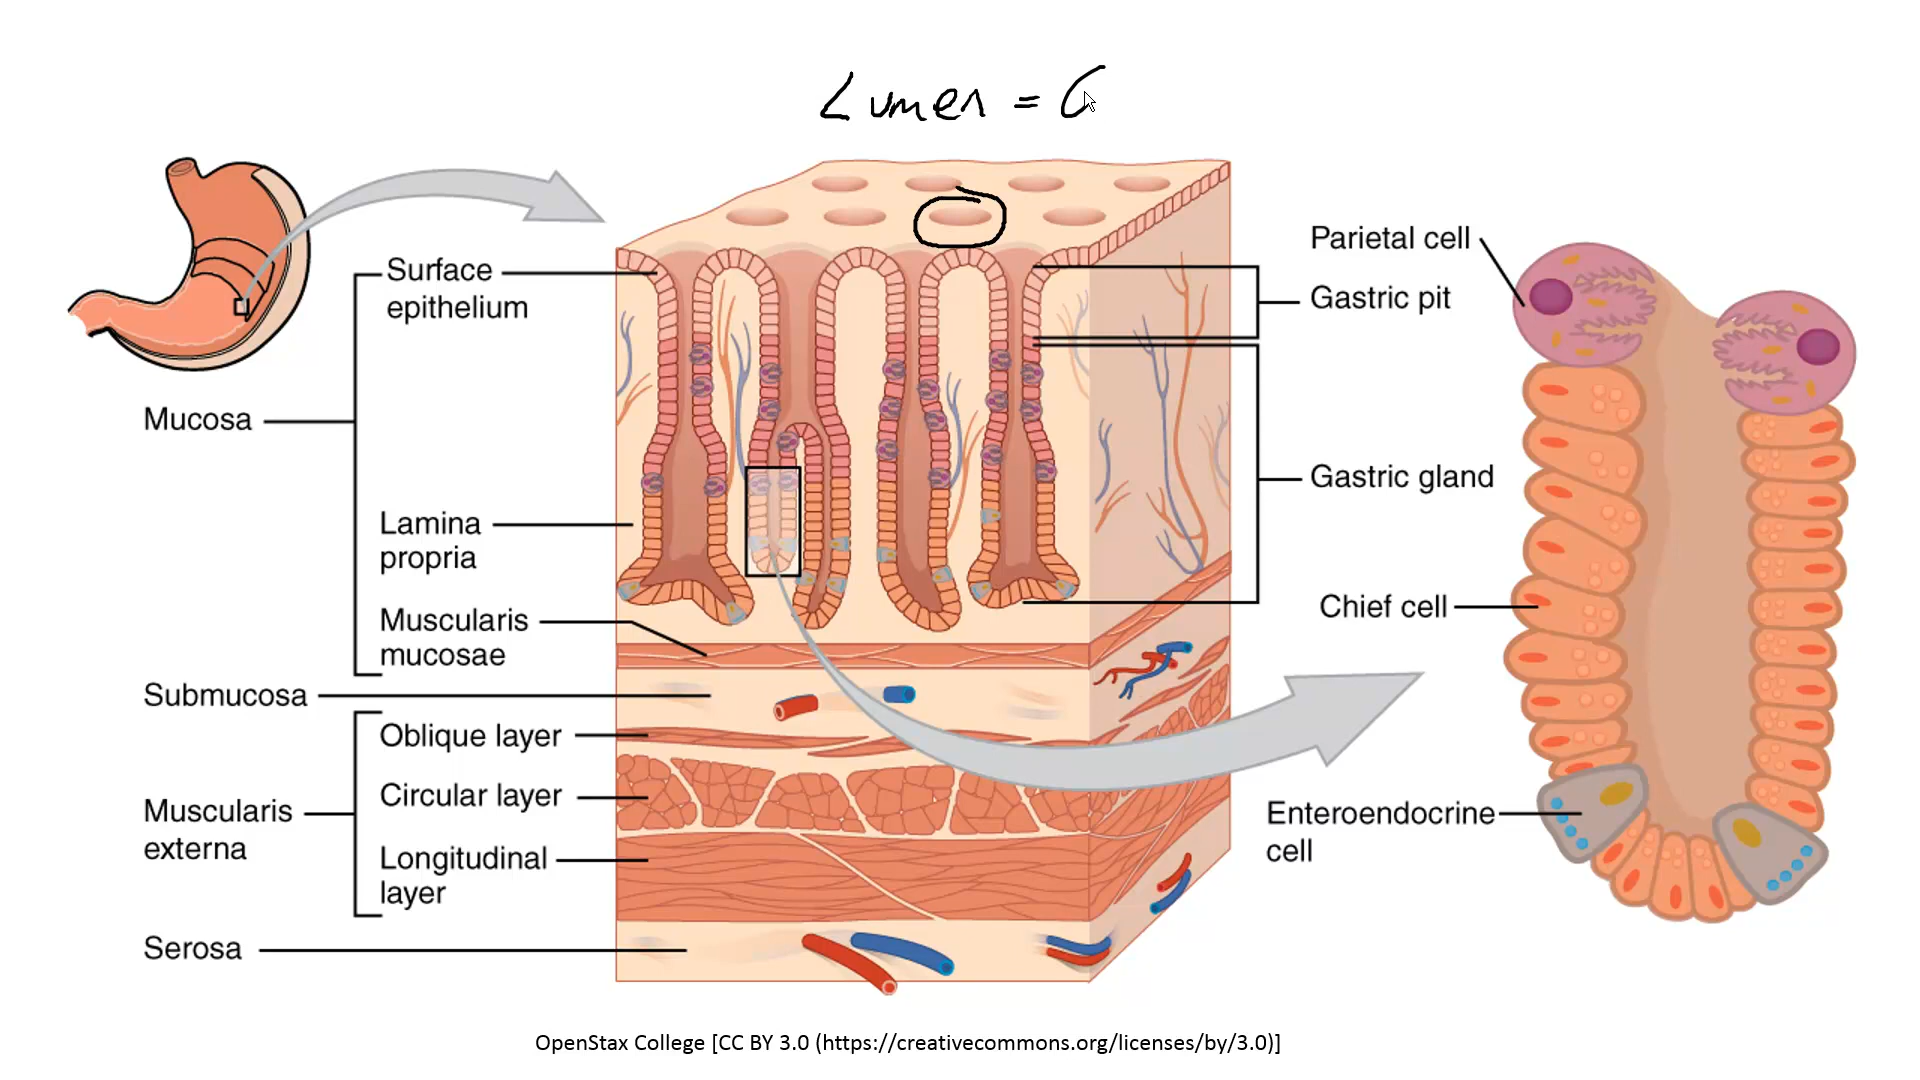 Lumen = C
Surface
epithelium
Mucosa
Lamina
propria
Muscularis
mucosae
Submucosa
Oblique layer
Circular layer
Muscularis
externa
Longitudinal
layer
Serosa
Parietal cell
Gastric pit
Gastric gland
Chief cell
Enteroendocrine
cell
OpenStax College [CC BY 3.0 (https://creativecommons.org/licenses/by/3.0)]